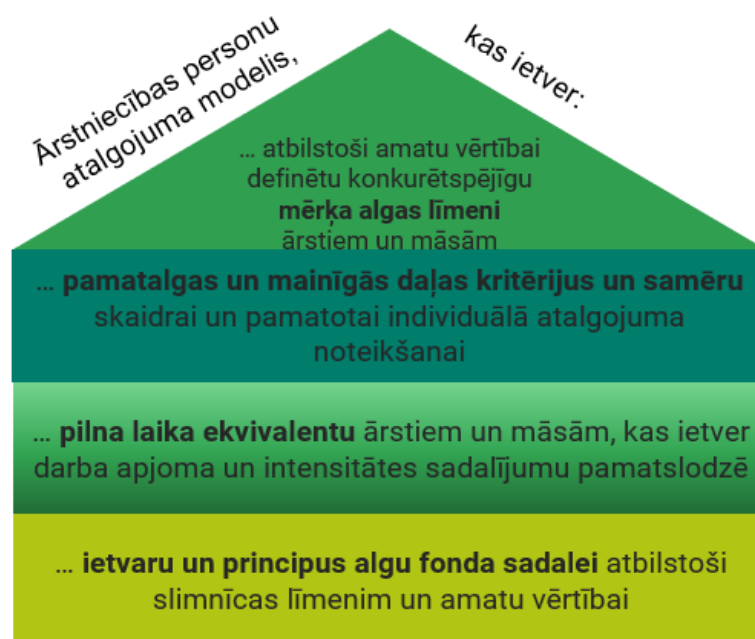 Ārstniecības personu
atalgojuma modelis,
kas ietver:
... atbilstoši amatu vērtībai
definētu konkurētspējīgu
mērķa algas līmeni
ārstiem un māsām
... pamatalgas un mainīgās daļas kritērijus un samēru
skaidrai un pamatotai individuālā atalgojuma
noteikšanai
... pilna laika ekvivalentu ārstiem un māsām, kas ietver
darba apjoma un intensitātes sadalījumu pamatslodzē
... ietvaru un principus algu fonda sadalei atbilstoši
slimnīcas līmenim un amatu vērtībai